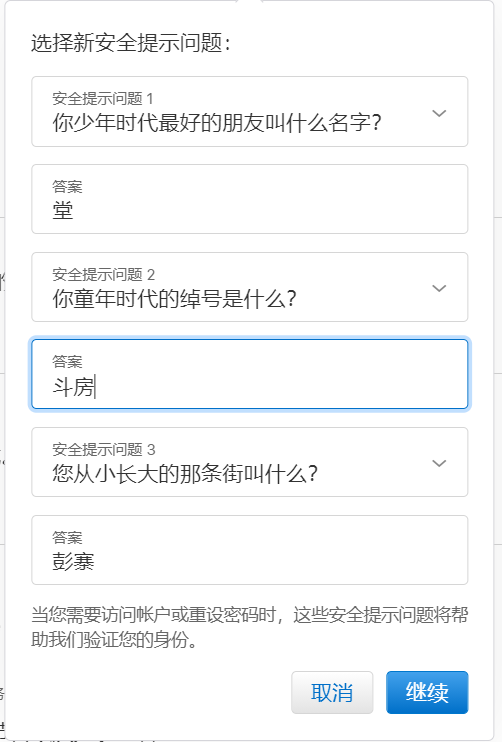 选择新安全提示问题：
安全提示问题 1
你少年时代最好的朋友叫什么名字？
答案
堂
安全提示问题 2
你童年时代的绰号是什么？
答案
斗房
安全提示问题 3
您从小长大的那条街叫什么？
答案
彭寨
当您需要访问帐户或重设密码时，这些安全提示问题将帮
助我们验证您的身份。
取消
继续